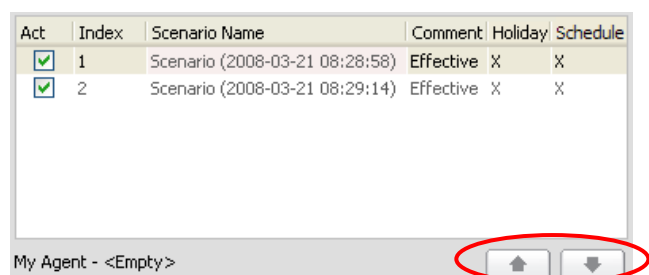 Act Index Scenario Name Comment Holiday Schedule
1 Scenario (2008-03-21 08:28:58) Effective X X
2 Scenario (2008-03-21 08:29:14) Effective X X
My Agent - <Empty>